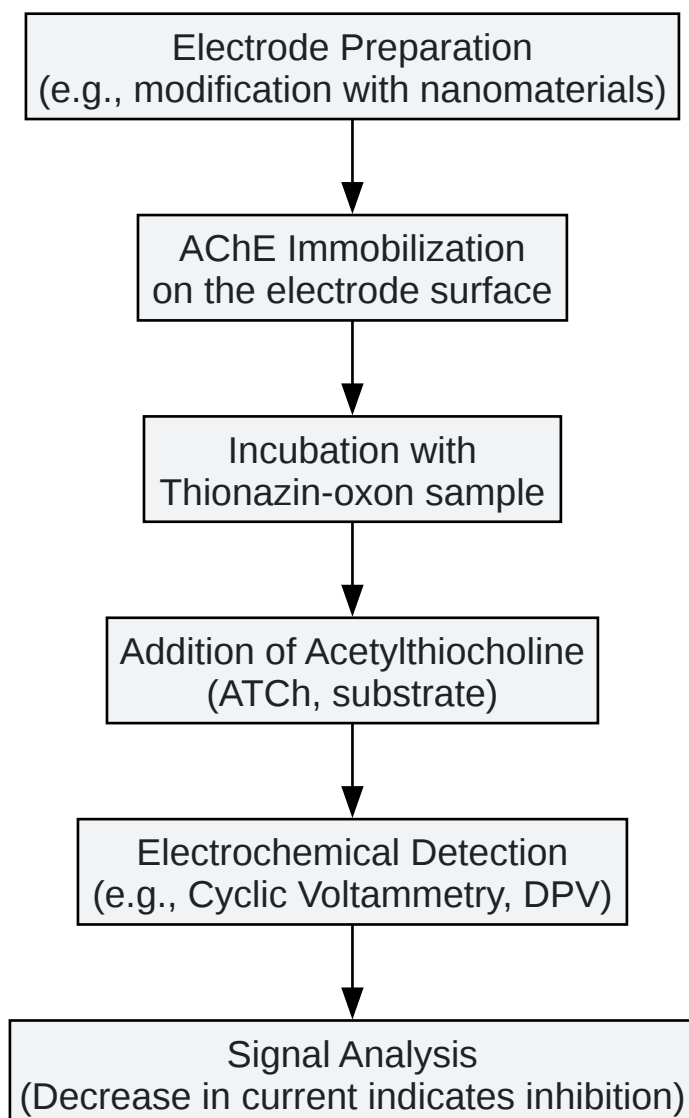 Electrode Preparation
(e.g., modification with nanomaterials)
AChE Immobilization
on the electrode surface
Incubation with
Thionazin-oxon sample
Addition of Acetylthiocholine
(ATCh, substrate)
Electrochemical Detection
(e.g., Cyclic Voltammetry, DPV)
Signal Analysis
(Decrease in current indicates inhibition)